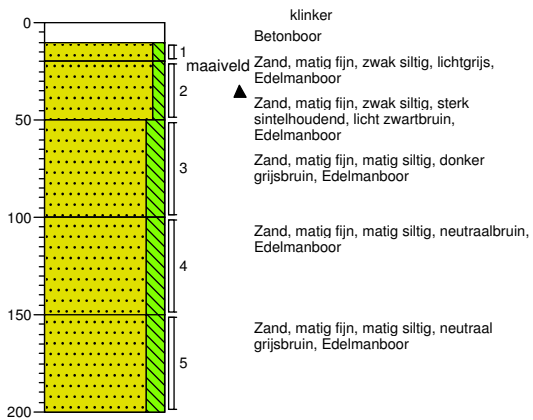 klinker
0
Betonboor
1
maaiveld
Zand, matig fijn, zwak siltig, lichtgrijs,
Edelmanboor
2
Zand, matig fijn, zwak siltig, sterk
sintelhoudend, licht zwartbruin,
Edelmanboor
50
Zand, matig fijn, matig siltig, donker
grijsbruin, Edelmanboor
3
100
Zand, matig fijn, matig siltig, neutraalbruin,
Edelmanboor
4
150
Zand, matig fijn, matig siltig, neutraal
grijsbruin, Edelmanboor
5
200